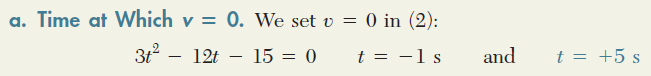 a. Time at Which v = 0. We set v = 0 in (2):
3t² − 12t − 15 = 0 t = −1 s and t = +5 s